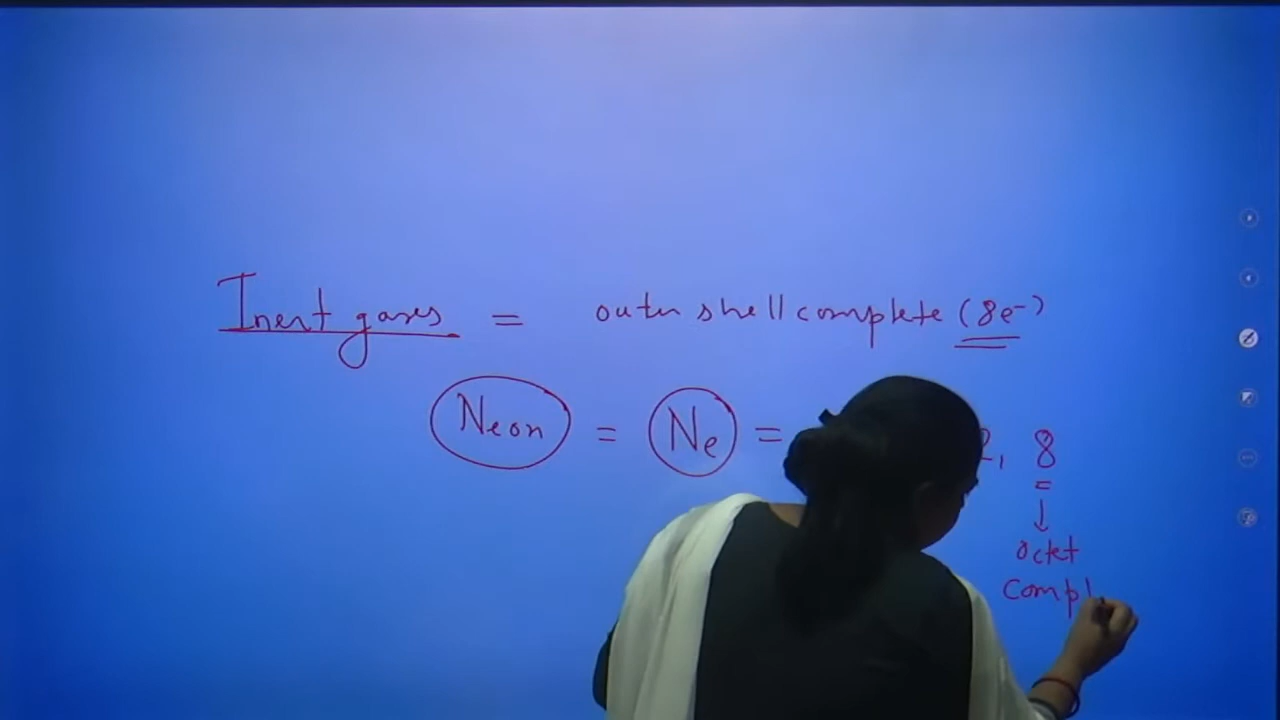 Inert gases = outer shell complete (8e⁻)
Neon = Ne = 2, 8
↓
octet
Compl